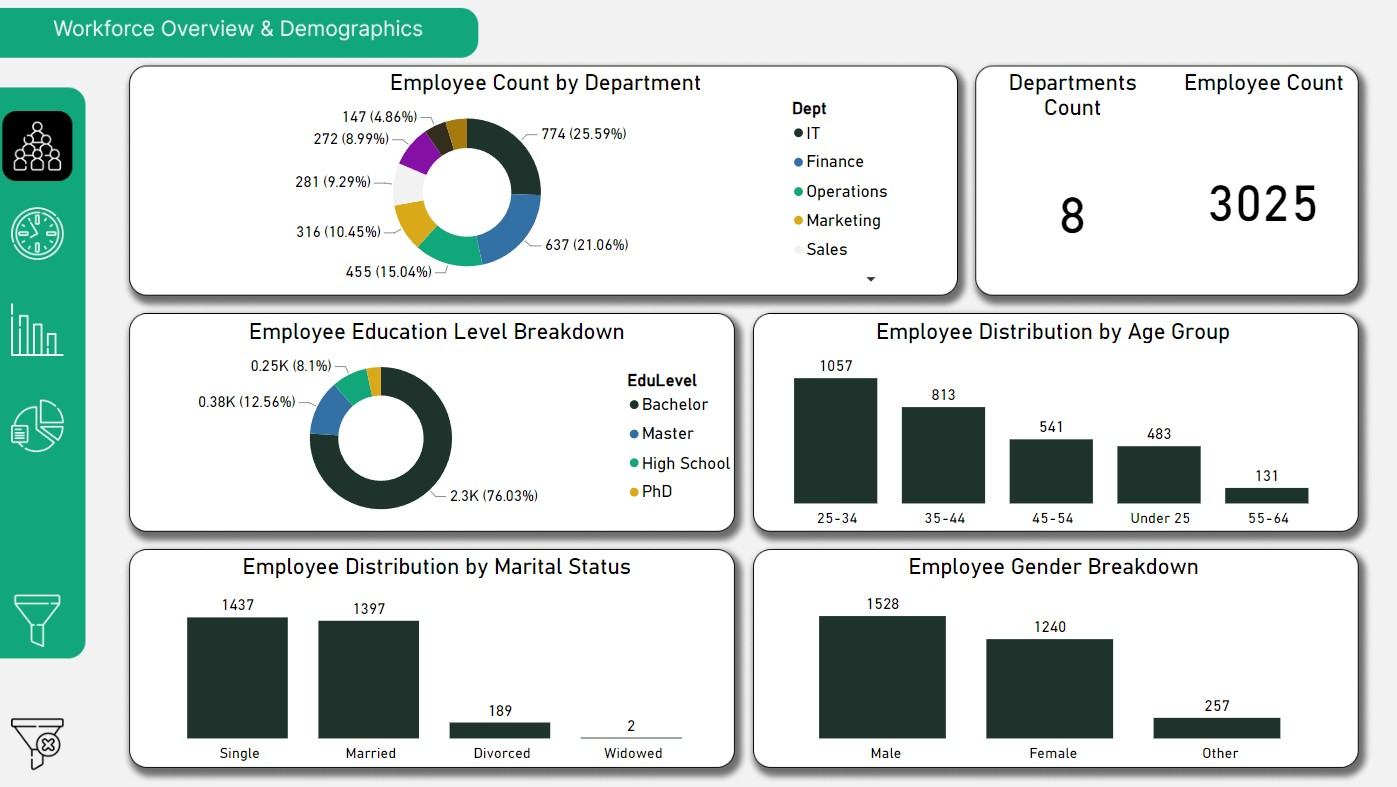 Workforce Overview & Demographics
Employee Count by Department
147 (4.86%)
272 (8.99%)
281 (9.29%)
316 (10.45%)
455 (15.04%)
774 (25.59%)
637 (21.06%)
Dept
IT
Finance
Operations
Marketing
Sales
Departments
Count
8
Employee Count
3025
Employee Education Level Breakdown
0.25K (8.1%)
0.38K (12.56%)
2.3K (76.03%)
EduLevel
Bachelor
Master
High School
PhD
Employee Distribution by Age Group
1057
813
541
483
131
25-34
35-44
45-54
Under 25
55-64
Employee Distribution by Marital Status
1437
1397
189
2
Single
Married
Divorced
Widowed
Employee Gender Breakdown
1528
1240
257
Male
Female
Other